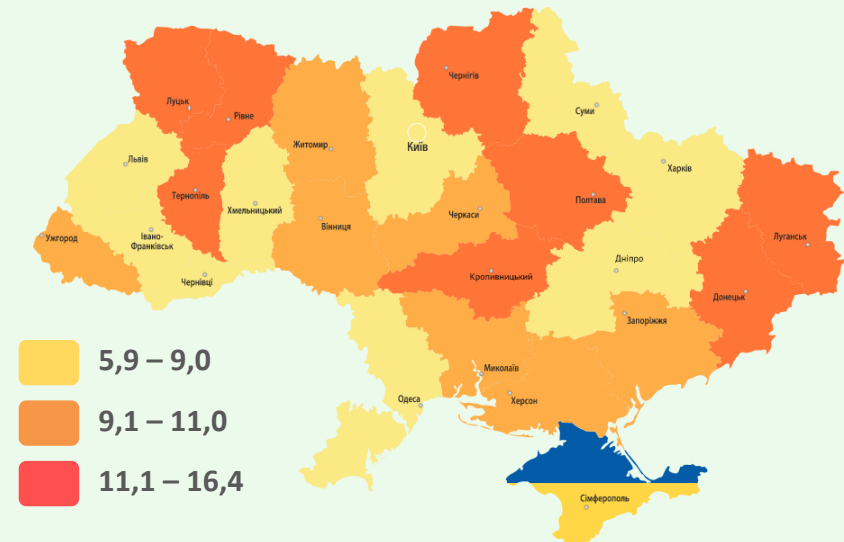 Чернігів
Луцьк
Рівне
Суми
Житомир
Київ
Львів
Харків
Тернопіль
Хмельницький
Полтава
Черкаси
Вінниця
Ужгород
Івано-
Франківськ
Луганськ
Дніпро
Чернівці
Кропивницький
Донецьк
Запоріжжя
5,9 – 9,0
Миколаїв
Одеса
Херсон
9,1 – 11,0
11,1 – 16,4
Сімферополь